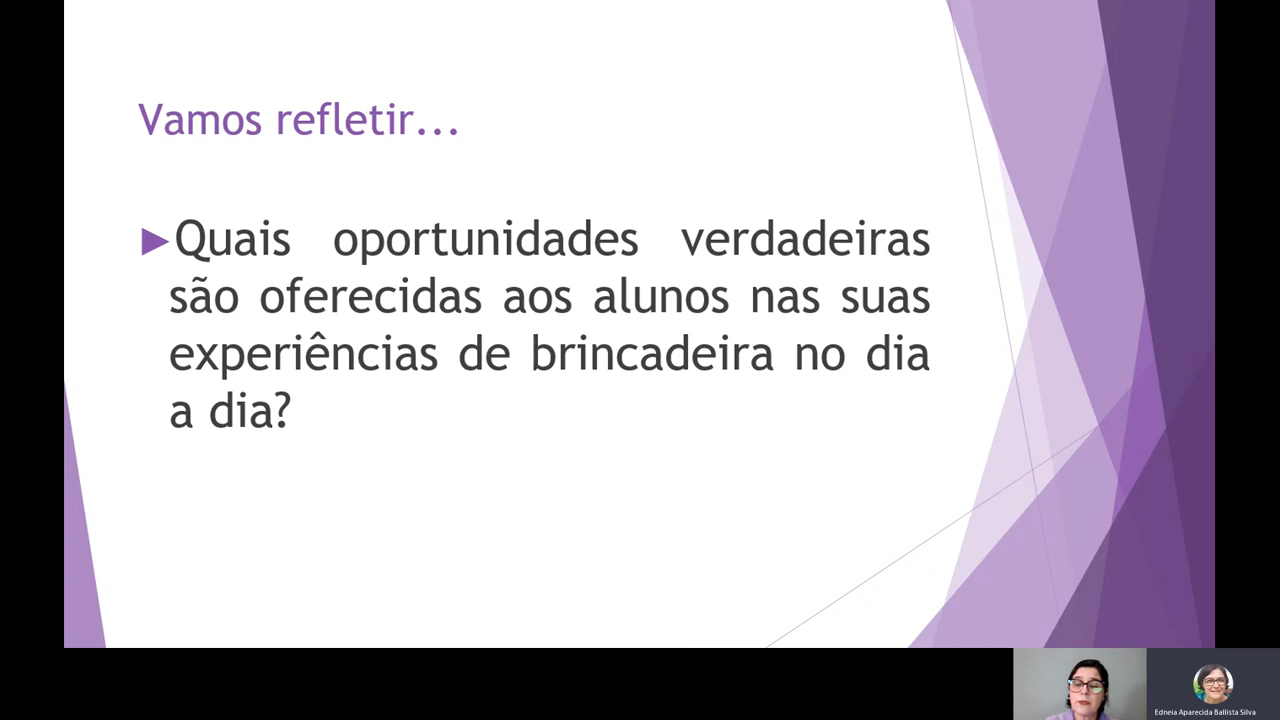 Vamos refletir...
►Quais oportunidades verdadeiras
são oferecidas aos alunos nas suas
experiências de brincadeira no dia
a dia?
Edneia Aparecida Ballista Silva